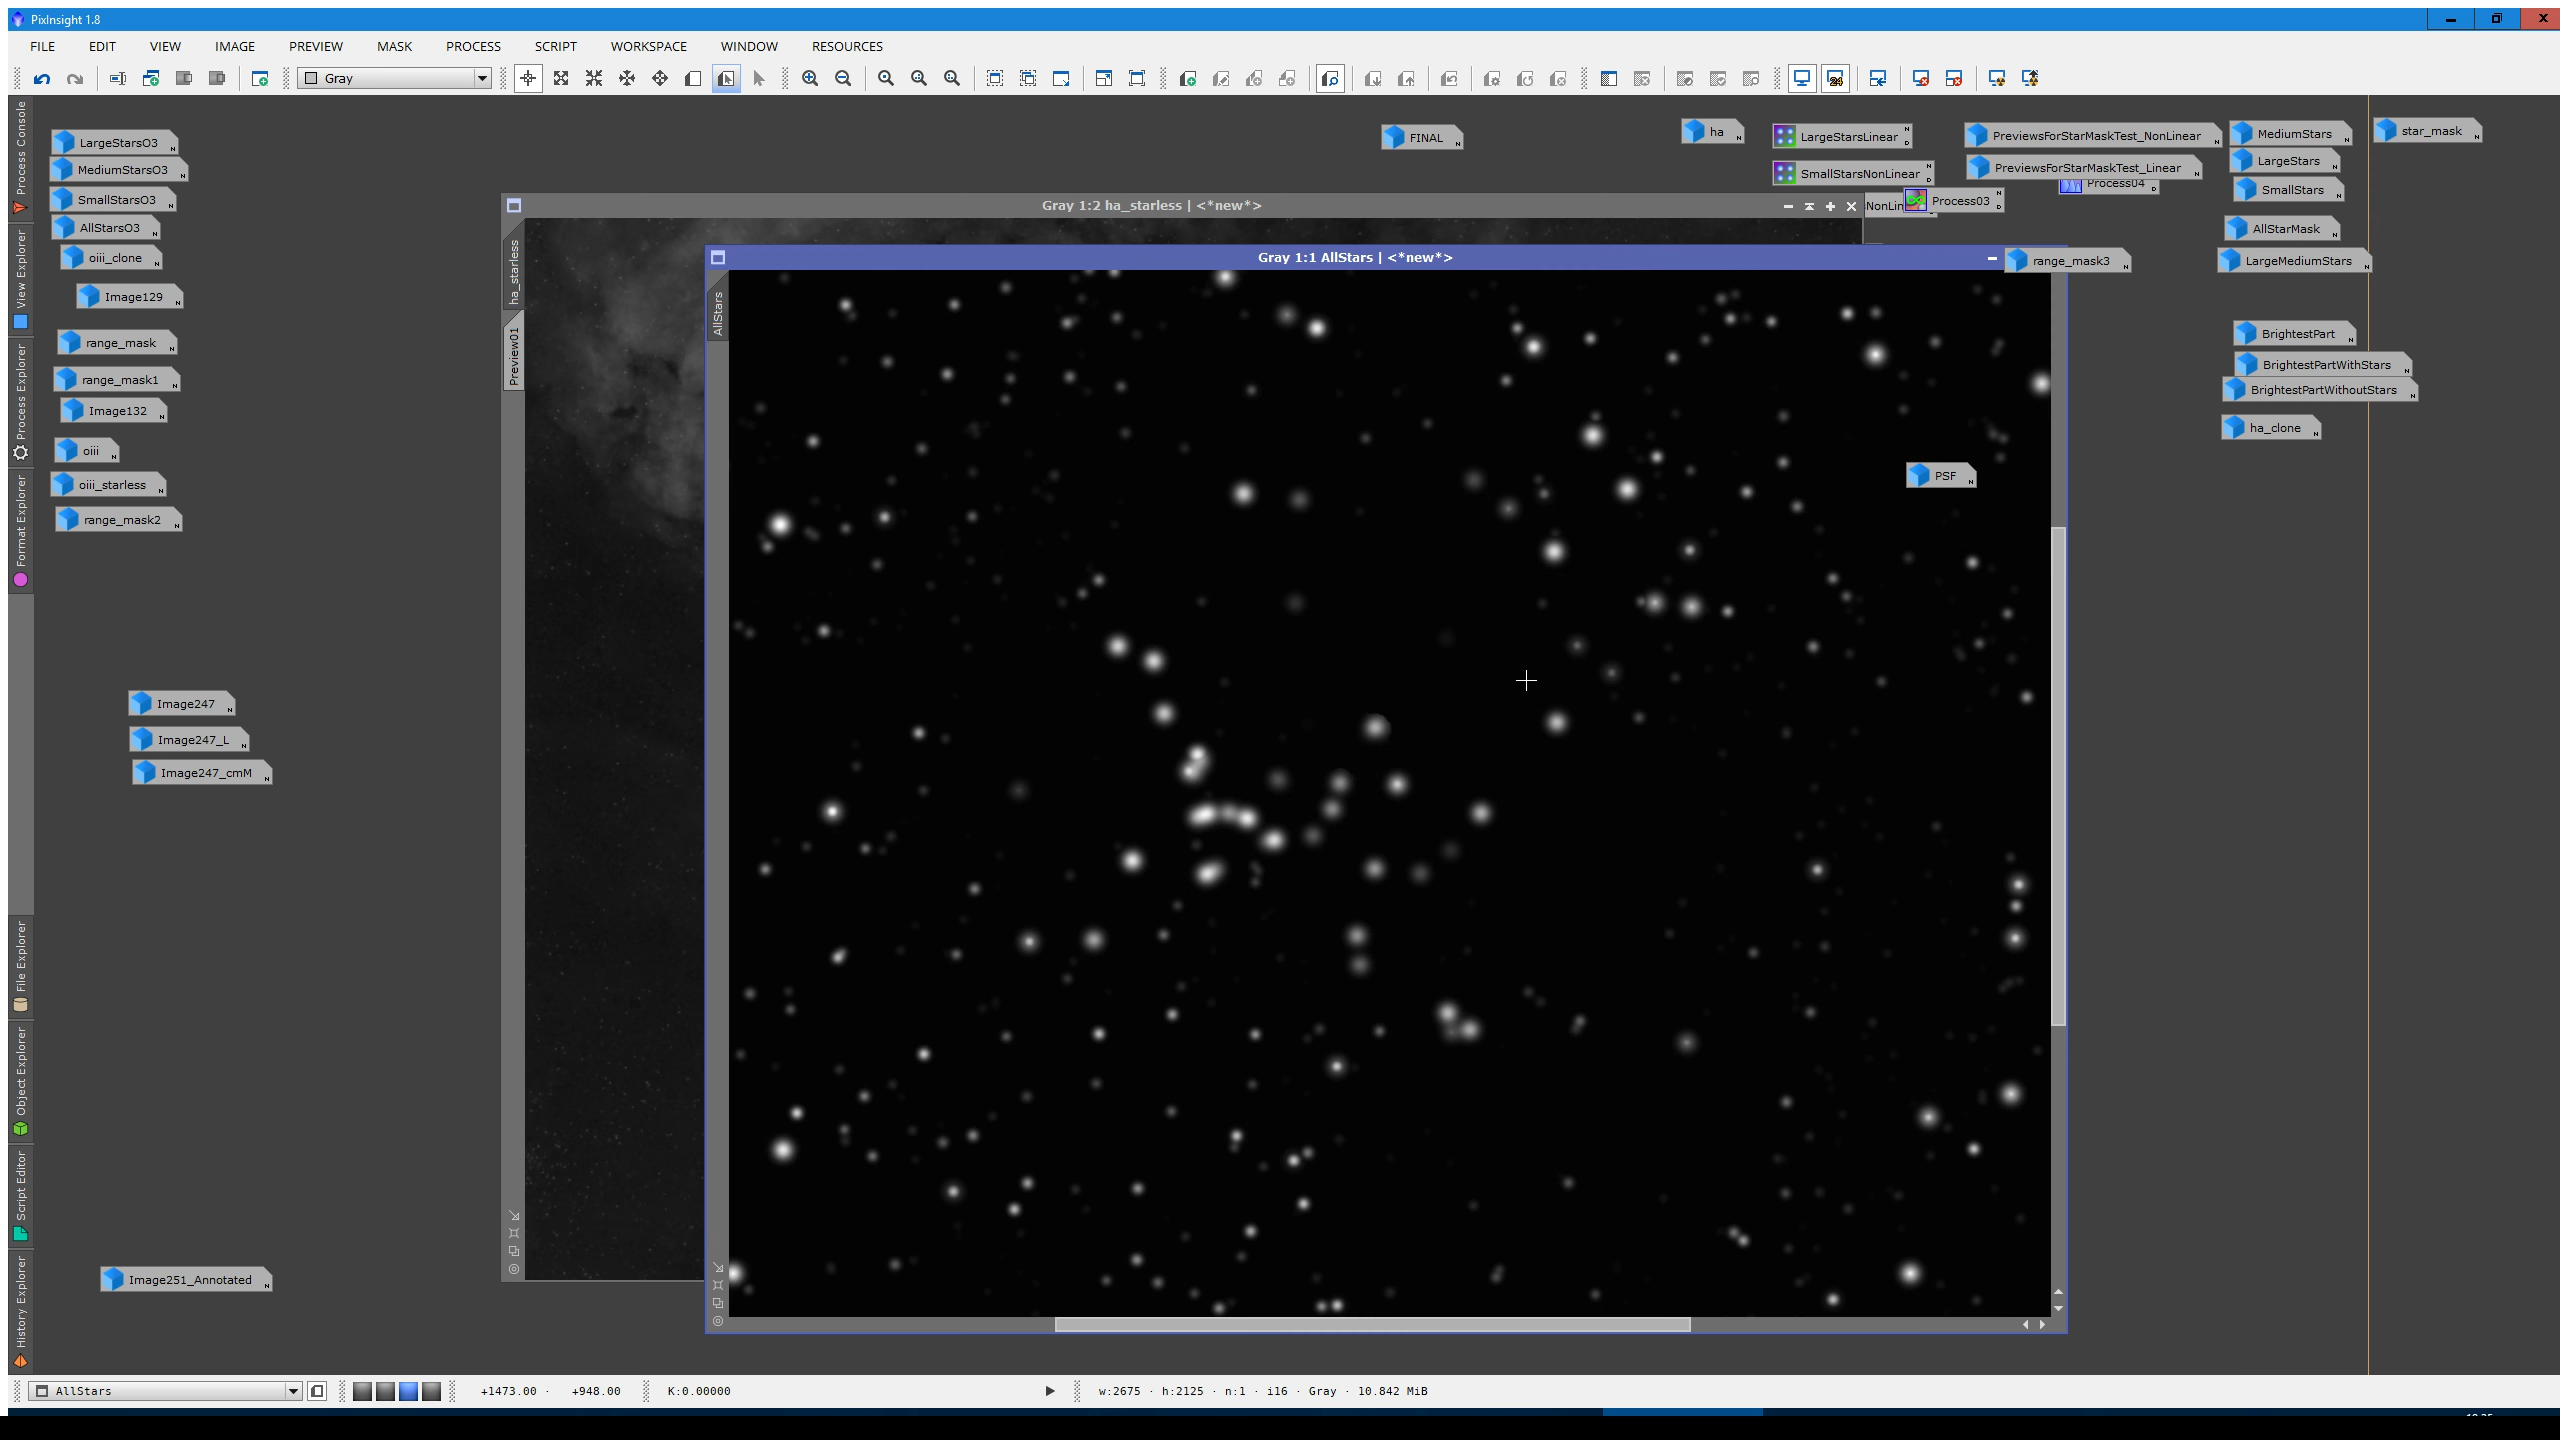 PixInsight 1.8
FILE EDIT VIEW IMAGE PREVIEW MASK PROCESS SCRIPT WORKSPACE WINDOW RESOURCES
Gray
24
Process Console
View Explorer
Process Explorer
Format Explorer
File Explorer
Object Explorer
Script Editor
History Explorer
LargeStarsO3
MediumStarsO3
SmallStarsO3
AllStarsO3
oiii_clone
Image129
range_mask
range_mask1
Image132
oiii
oiii_starless
range_mask2
Image247
Image247_L
Image247_cmM
Image251_Annotated
FINAL
ha
LargeStarsLinear
SmallStarsNonLinear
PreviewsForStarMaskTest_NonLinear
PreviewsForStarMaskTest_Linear
Process04
Process03
MediumStars
LargeStars
SmallStars
AllStarMask
LargeMediumStars
star_mask
range_mask3
BrightestPart
BrightestPartWithStars
BrightestPartWithoutStars
ha_clone
PSF
Gray 1:2 ha_starless | <*new*>
ha_starless
Preview01
Gray 1:1 AllStars | <*new*>
AllStars
AllStars
+1473.00 · +948.00 K:0.00000
w:2675 · h:2125 · n:1 · i16 · Gray · 10.842 MiB